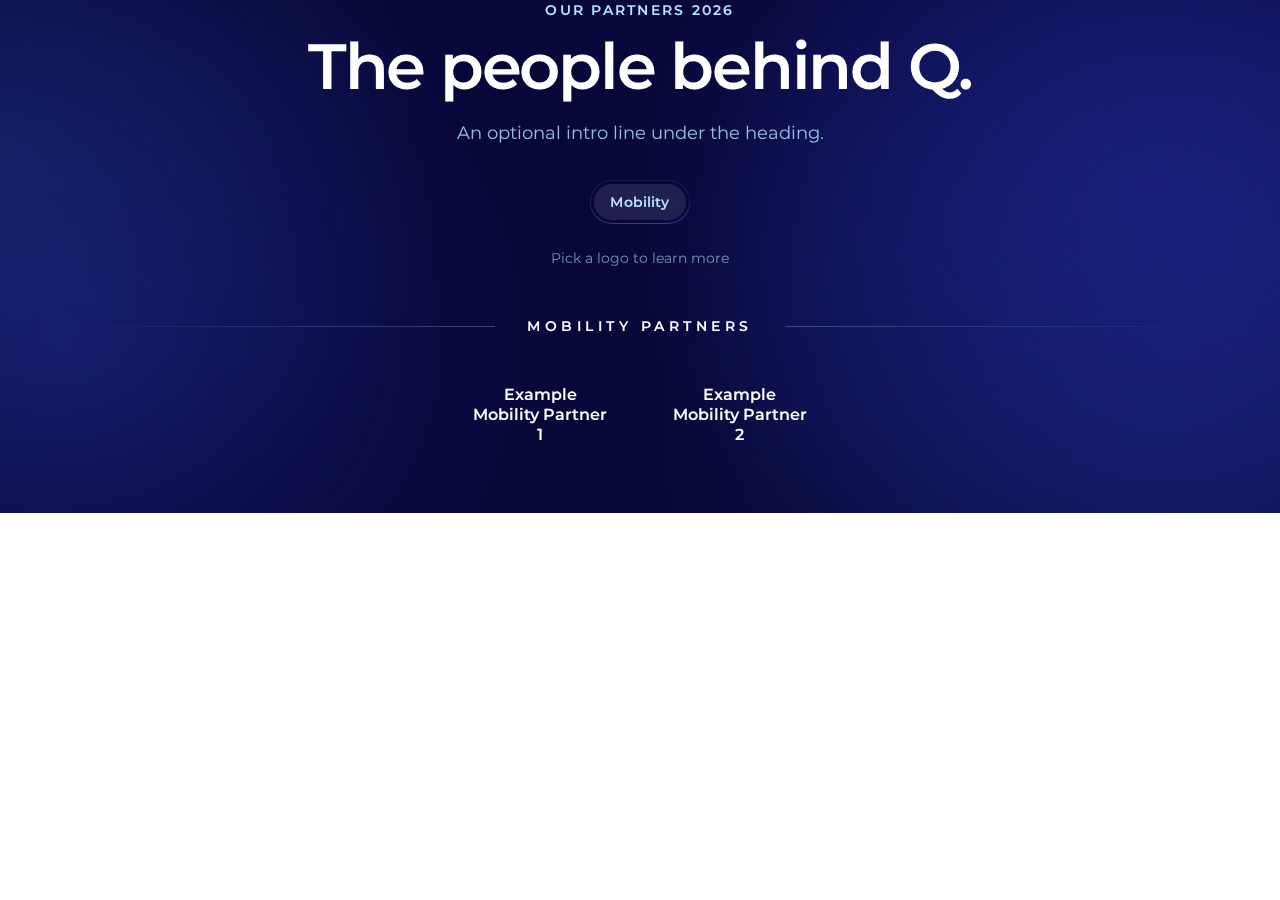 OUR PARTNERS 2026
The people behind Q.
An optional intro line under the heading.
Mobility
Pick a logo to learn more
MOBILITY PARTNERS
Example
Mobility Partner
1
Example
Mobility Partner
2